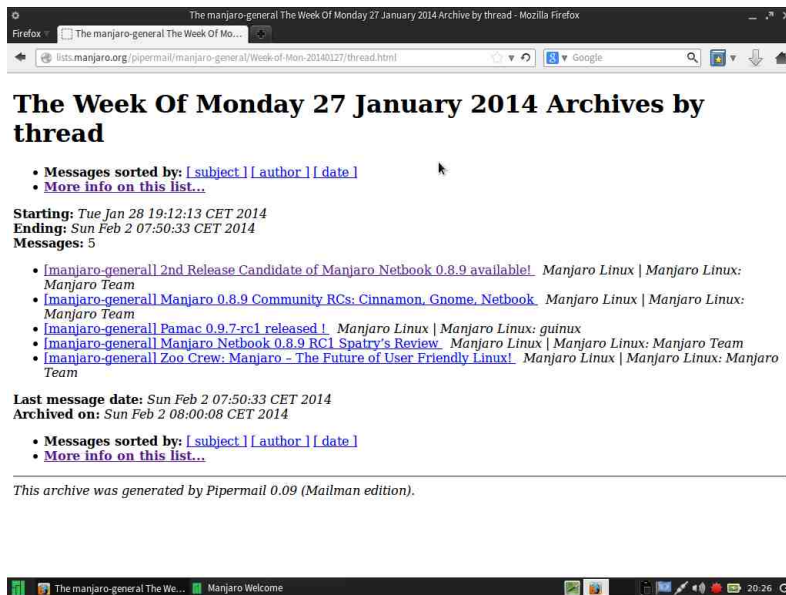 The manjaro-general The Week Of Monday 27 January 2014 Archive by thread - Mozilla Firefox
Firefox
The manjaro-general The Week Of Mo...
lists.manjaro.org/pipermail/manjaro-general/Week-of-Mon-20140127/thread.html
Google
The Week Of Monday 27 January 2014 Archives by
thread
• Messages sorted by: [ subject ] [ author ] [ date ]
• More info on this list...
Starting: Tue Jan 28 19:12:13 CET 2014
Ending: Sun Feb 2 07:50:33 CET 2014
Messages: 5
• [manjaro-general] 2nd Release Candidate of Manjaro Netbook 0.8.9 available! Manjaro Linux | Manjaro Linux:
Manjaro Team
• [manjaro-general] Manjaro 0.8.9 Community RCs: Cinnamon, Gnome, Netbook Manjaro Linux | Manjaro Linux:
Manjaro Team
• [manjaro-general] Pamac 0.9.7-rc1 released ! Manjaro Linux | Manjaro Linux: guinux
• [manjaro-general] Manjaro Netbook 0.8.9 RC1 Spatry's Review Manjaro Linux | Manjaro Linux: Manjaro Team
• [manjaro-general] Zoo Crew: Manjaro – The Future of User Friendly Linux! Manjaro Linux | Manjaro Linux: Manjaro
Team
Last message date: Sun Feb 2 07:50:33 CET 2014
Archived on: Sun Feb 2 08:00:08 CET 2014
• Messages sorted by: [ subject ] [ author ] [ date ]
• More info on this list...
This archive was generated by Pipermail 0.09 (Mailman edition).
The manjaro-general The We...
Manjaro Welcome
20:26